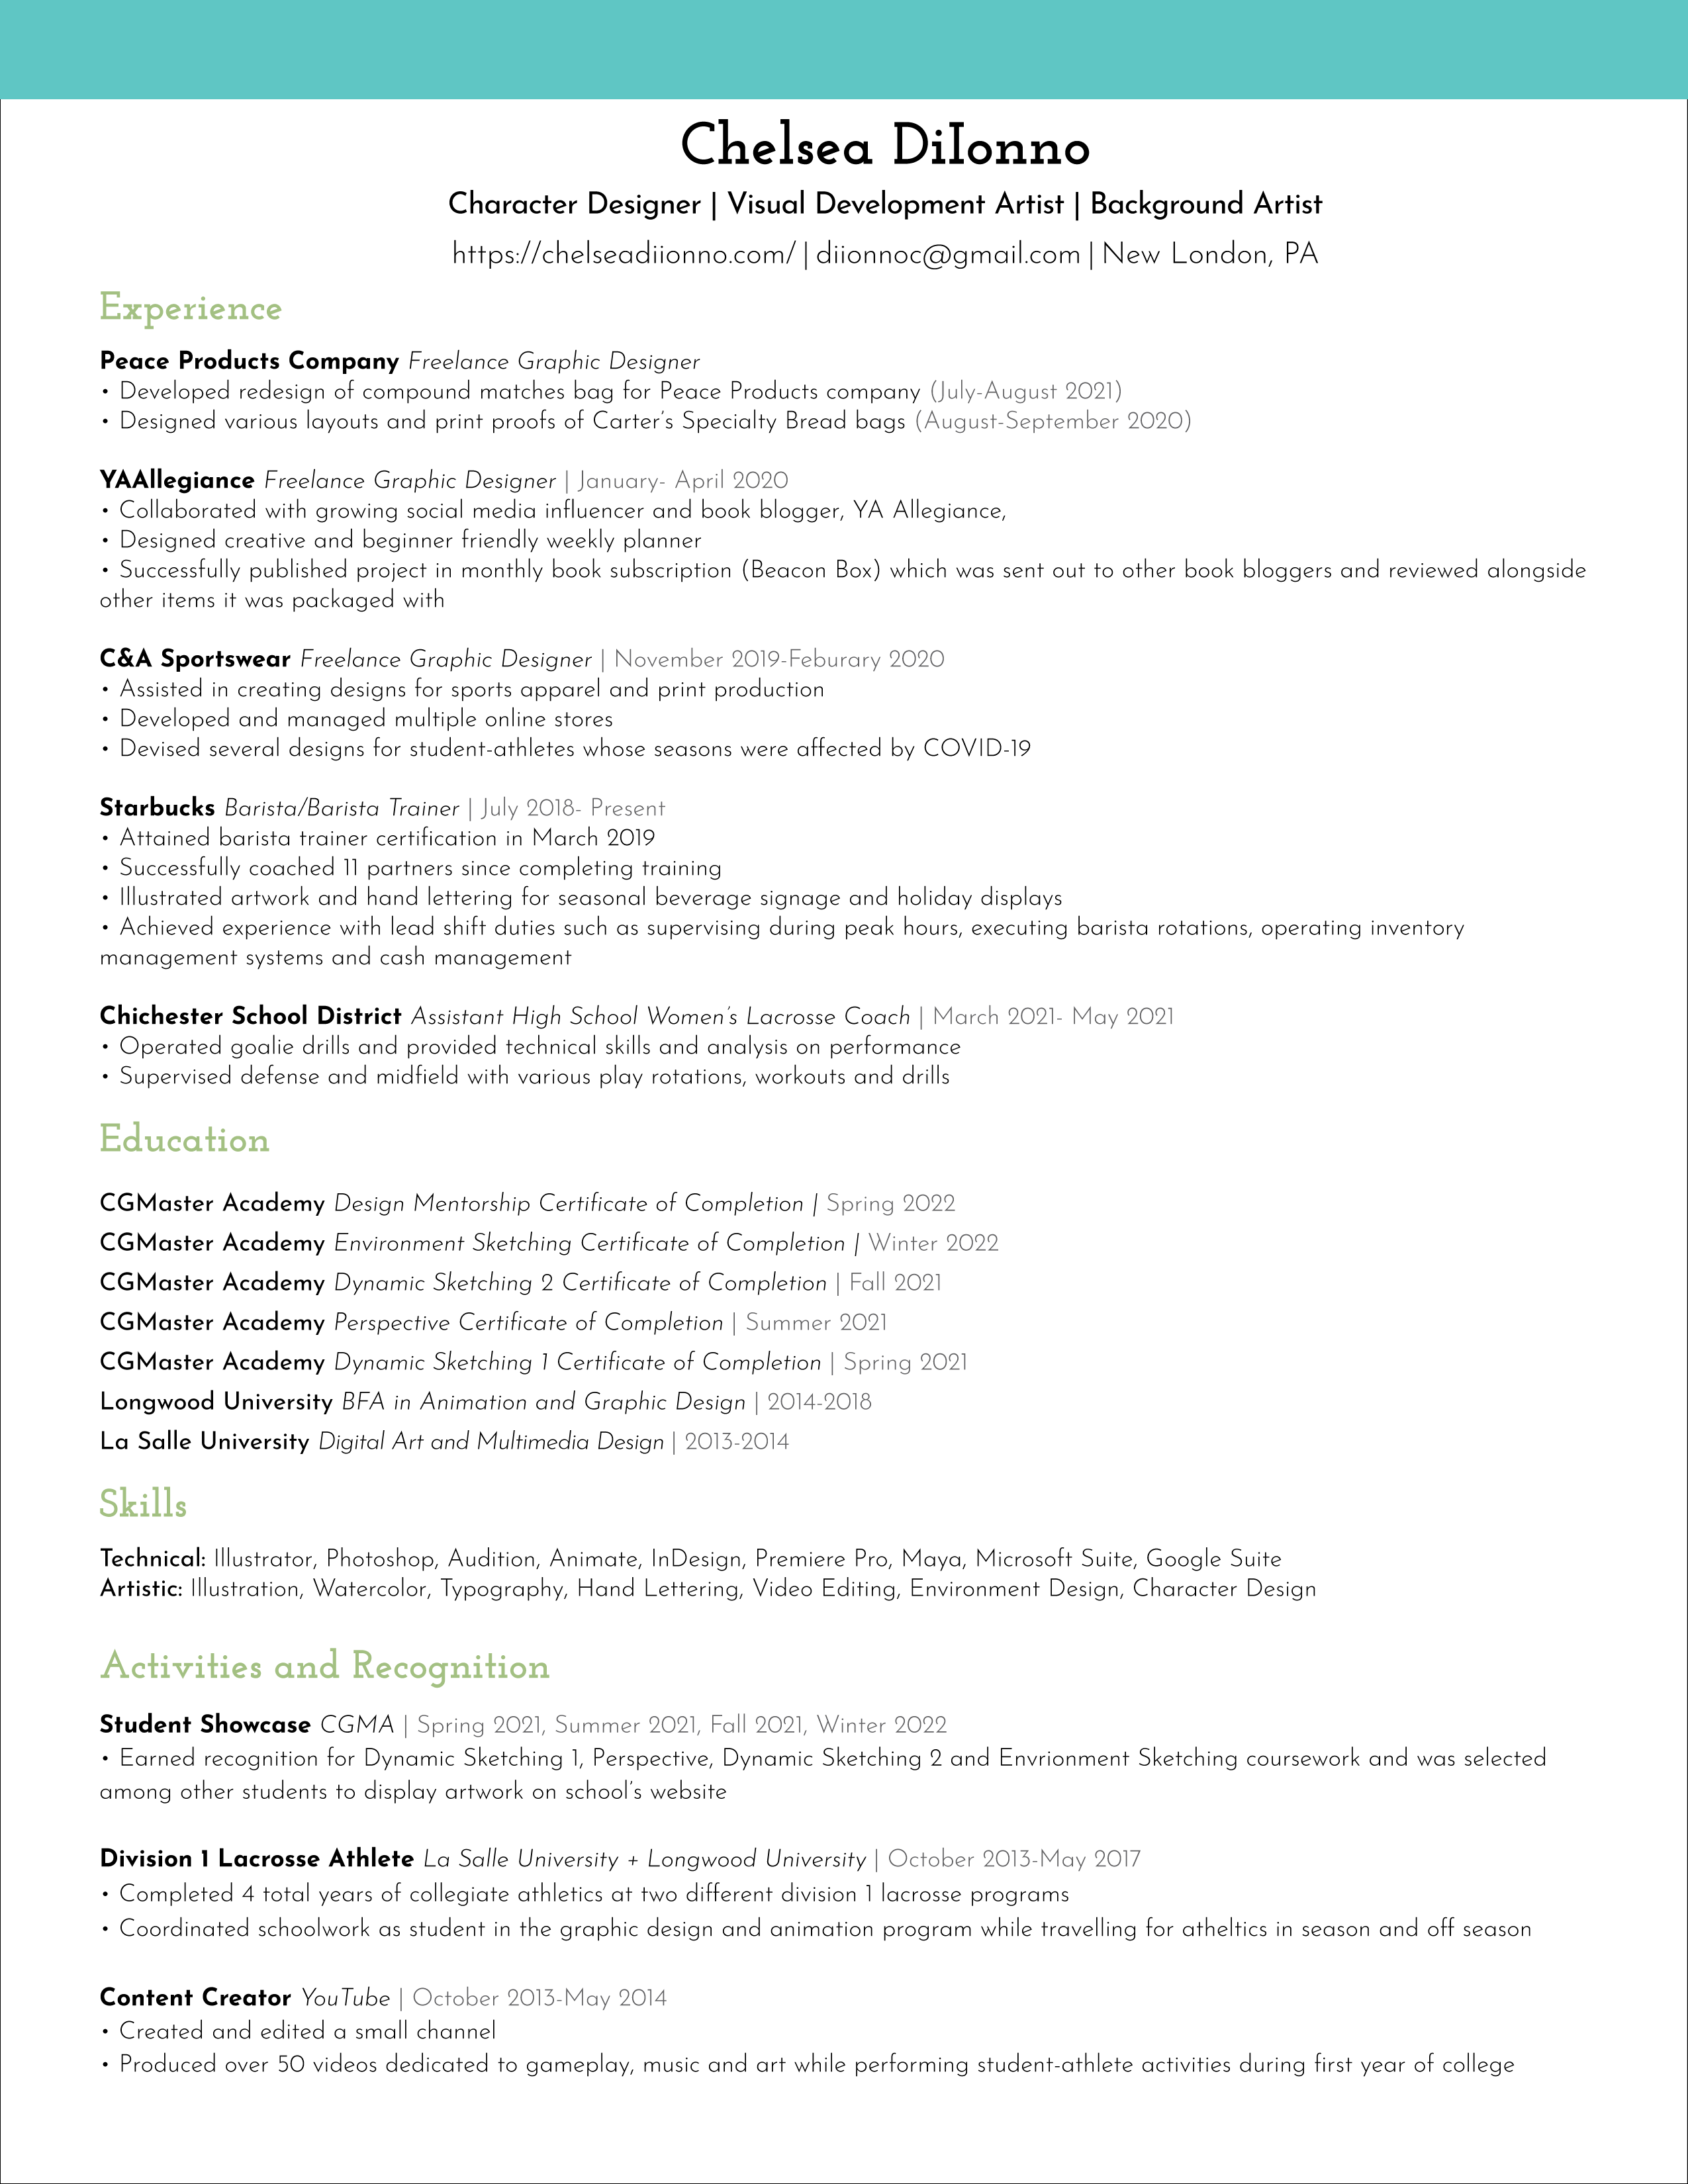 Chelsea DiIonno
Character Designer | Visual Development Artist | Background Artist
https://chelseadiionno.com/ | diionnoc@gmail.com | New London, PA
Experience
Peace Products Company Freelance Graphic Designer
• Developed redesign of compound matches bag for Peace Products company (July-August 2021)
• Designed various layouts and print proofs of Carter's Specialty Bread bags (August-September 2020)
YAAllegiance Freelance Graphic Designer | January- April 2020
• Collaborated with growing social media influencer and book blogger, YA Allegiance,
• Designed creative and beginner friendly weekly planner
• Successfully published project in monthly book subscription (Beacon Box) which was sent out to other book bloggers and reviewed alongside
other items it was packaged with
C&A Sportswear Freelance Graphic Designer | November 2019-Feburary 2020
• Assisted in creating designs for sports apparel and print production
• Developed and managed multiple online stores
• Devised several designs for student-athletes whose seasons were affected by COVID-19
Starbucks Barista/Barista Trainer | July 2018- Present
• Attained barista trainer certification in March 2019
• Successfully coached 11 partners since completing training
• Illustrated artwork and hand lettering for seasonal beverage signage and holiday displays
• Achieved experience with lead shift duties such as supervising during peak hours, executing barista rotations, operating inventory
management systems and cash management
Chichester School District Assistant High School Women's Lacrosse Coach | March 2021- May 2021
• Operated goalie drills and provided technical skills and analysis on performance
• Supervised defense and midfield with various play rotations, workouts and drills
Education
CGMaster Academy Design Mentorship Certificate of Completion | Spring 2022
CGMaster Academy Environment Sketching Certificate of Completion | Winter 2022
CGMaster Academy Dynamic Sketching 2 Certificate of Completion | Fall 2021
CGMaster Academy Perspective Certificate of Completion | Summer 2021
CGMaster Academy Dynamic Sketching 1 Certificate of Completion | Spring 2021
Longwood University BFA in Animation and Graphic Design | 2014-2018
La Salle University Digital Art and Multimedia Design | 2013-2014
Skills
Technical: Illustrator, Photoshop, Audition, Animate, InDesign, Premiere Pro, Maya, Microsoft Suite, Google Suite
Artistic: Illustration, Watercolor, Typography, Hand Lettering, Video Editing, Environment Design, Character Design
Activities and Recognition
Student Showcase CGMA | Spring 2021, Summer 2021, Fall 2021, Winter 2022
• Earned recognition for Dynamic Sketching 1, Perspective, Dynamic Sketching 2 and Envrionment Sketching coursework and was selected
among other students to display artwork on school's website
Division 1 Lacrosse Athlete La Salle University + Longwood University | October 2013-May 2017
• Completed 4 total years of collegiate athletics at two different division 1 lacrosse programs
• Coordinated schoolwork as student in the graphic design and animation program while travelling for atheltics in season and off season
Content Creator YouTube | October 2013-May 2014
• Created and edited a small channel
• Produced over 50 videos dedicated to gameplay, music and art while performing student-athlete activities during first year of college